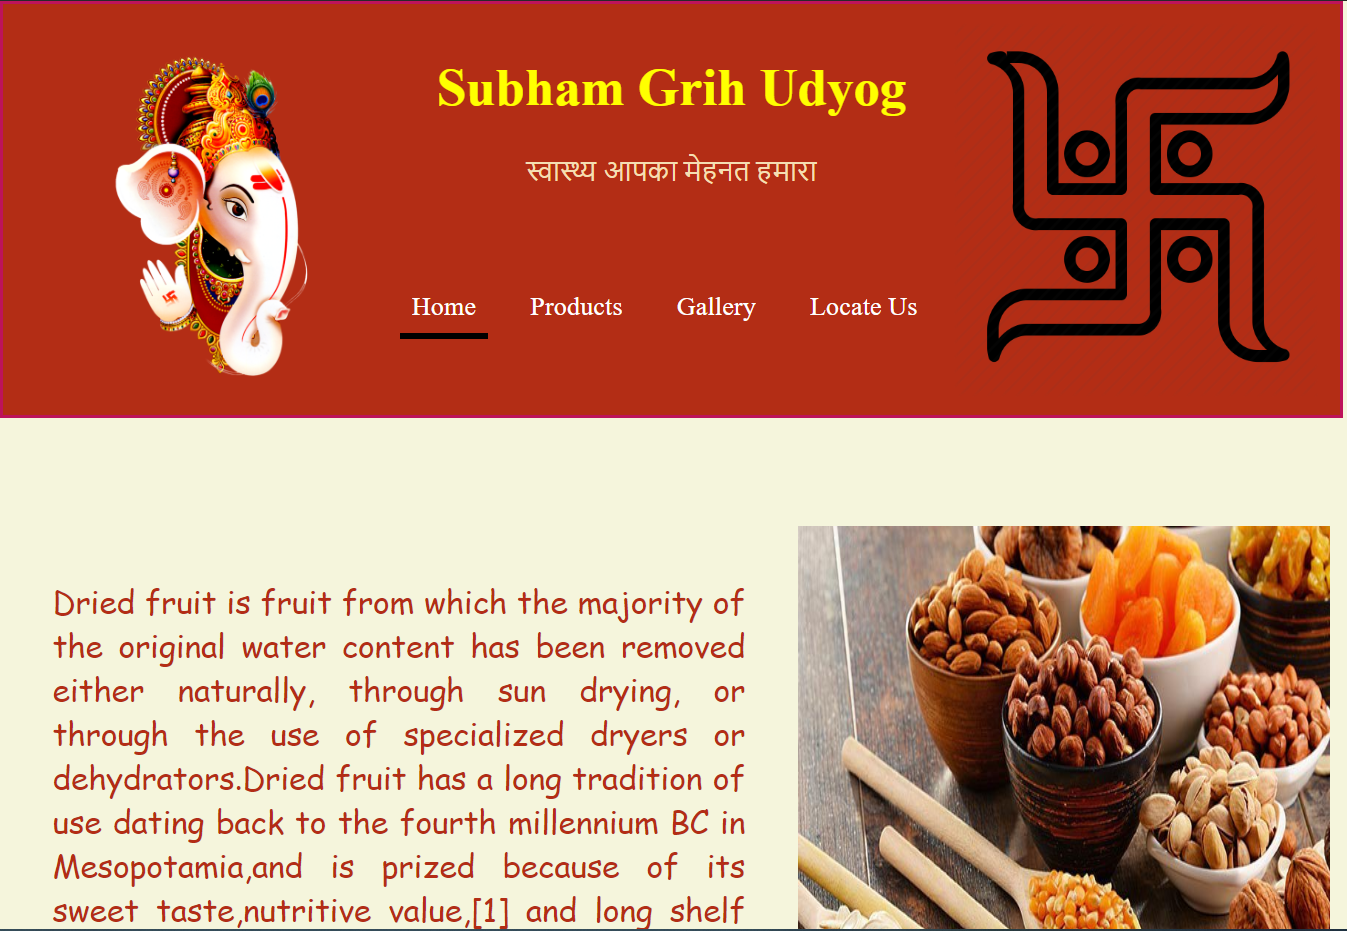 Subham Grih Udyog
स्वास्थ्य आपका मेहनत हमारा
Home Products Gallery Locate Us
Dried fruit is fruit from which the majority of
the original water content has been removed
either naturally, through sun drying, or
through the use of specialized dryers or
dehydrators.Dried fruit has a long tradition of
use dating back to the fourth millennium BC in
Mesopotamia,and is prized because of its
sweet taste,nutritive value,[1] and long shelf